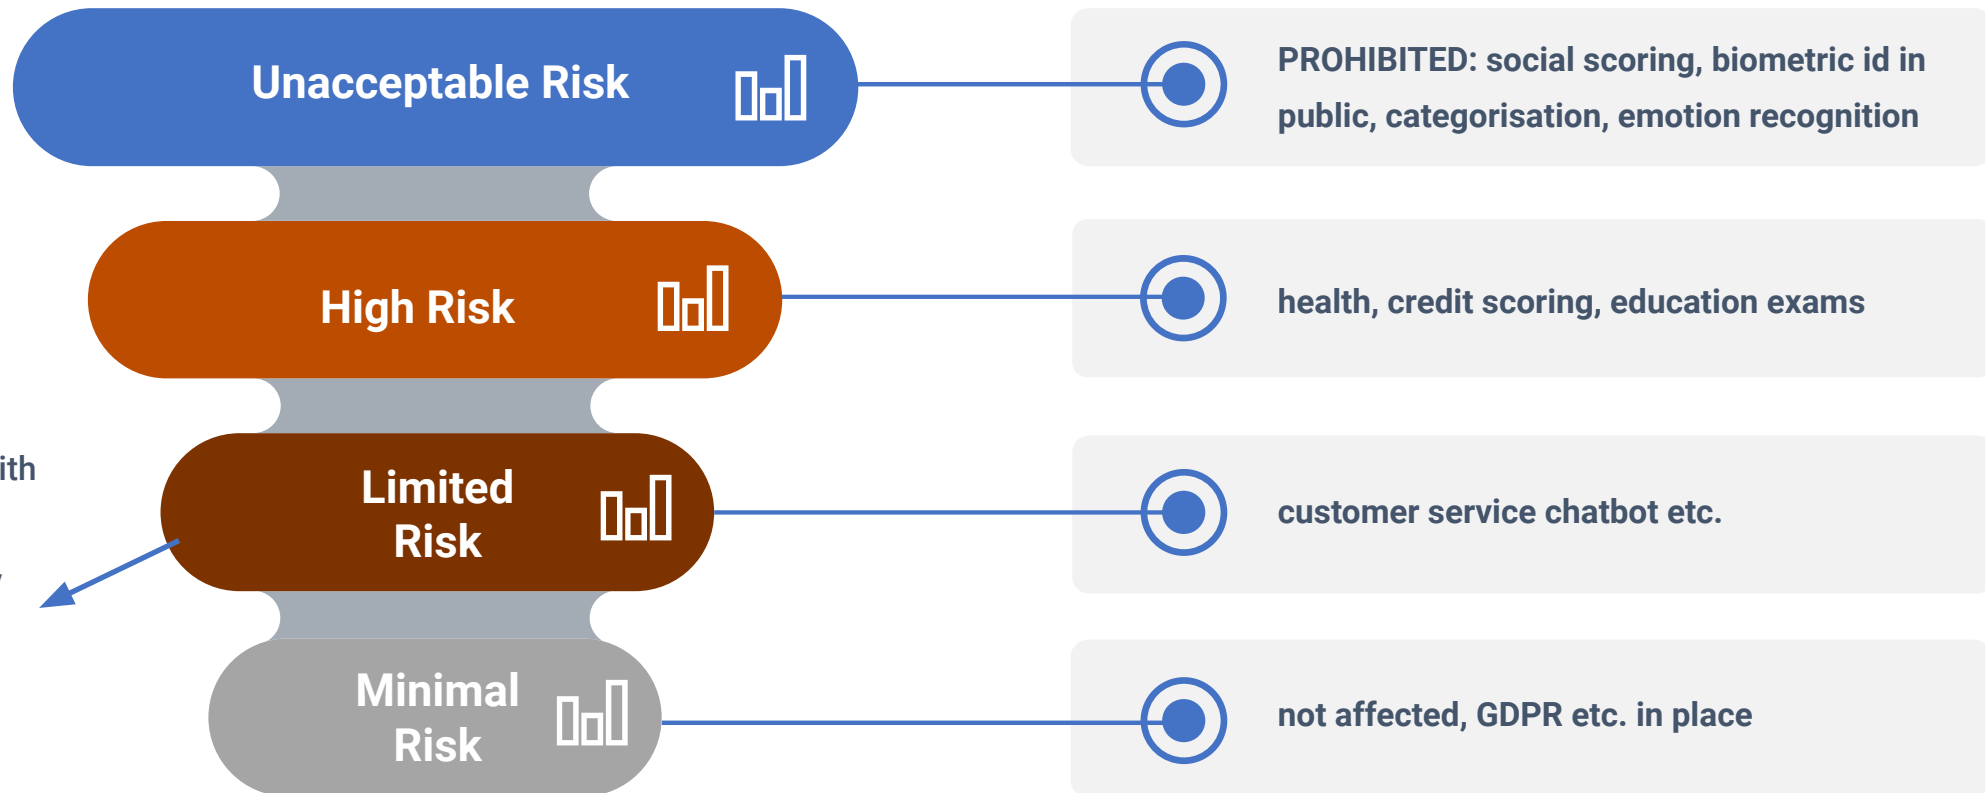 Unacceptable Risk
PROHIBITED: social scoring, biometric id in
public, categorisation, emotion recognition
High Risk
health, credit scoring, education exams
Limited
Risk
customer service chatbot etc.
Minimal
Risk
not affected, GDPR etc. in place